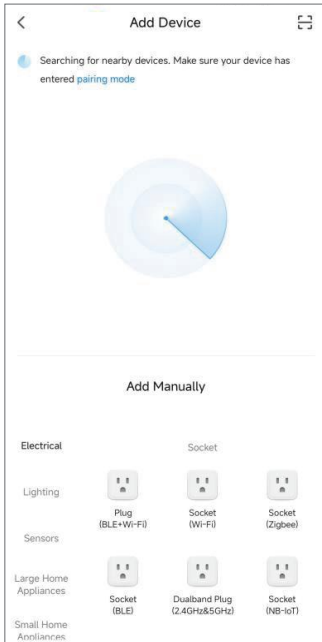 Add Device
Searching for nearby devices. Make sure your device has
entered pairing mode
Add Manually
Electrical
Socket
Lighting
Plug
(BLE+Wi-Fi)
Socket
(Wi-Fi)
Socket
(Zigbee)
Sensors
Large Home
Appliances
Socket
(BLE)
Dualband Plug
(2.4GHz&5GHz)
Socket
(NB-IoT)
Small Home
Appliances